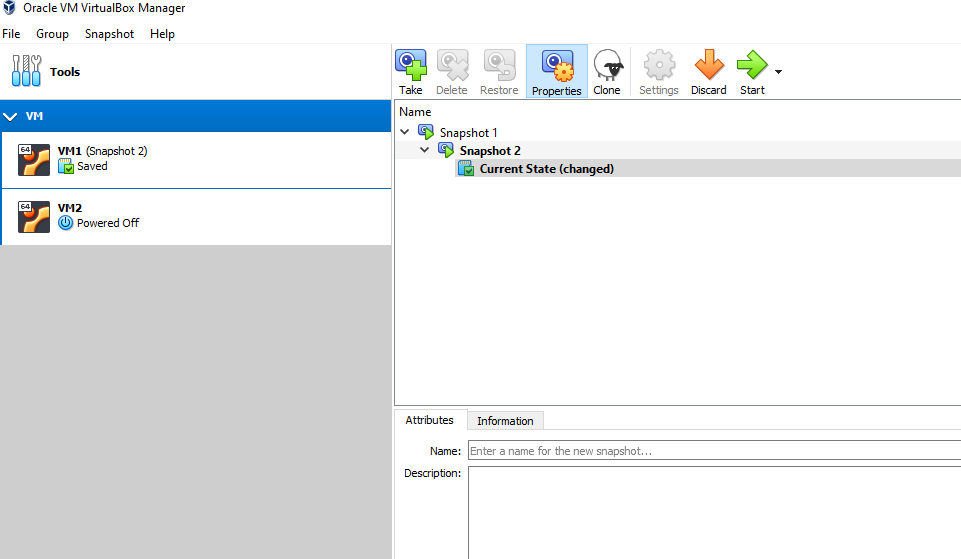 Oracle VM VirtualBox Manager
File Group Snapshot Help
Tools
Take Delete Restore Properties Clone Settings Discard Start
VM
64
VM1 (Snapshot 2)
Saved
64
VM2
Powered Off
Name
Snapshot 1
Snapshot 2
Current State (changed)
Attributes Information
Name: Enter a name for the new snapshot...
Description: